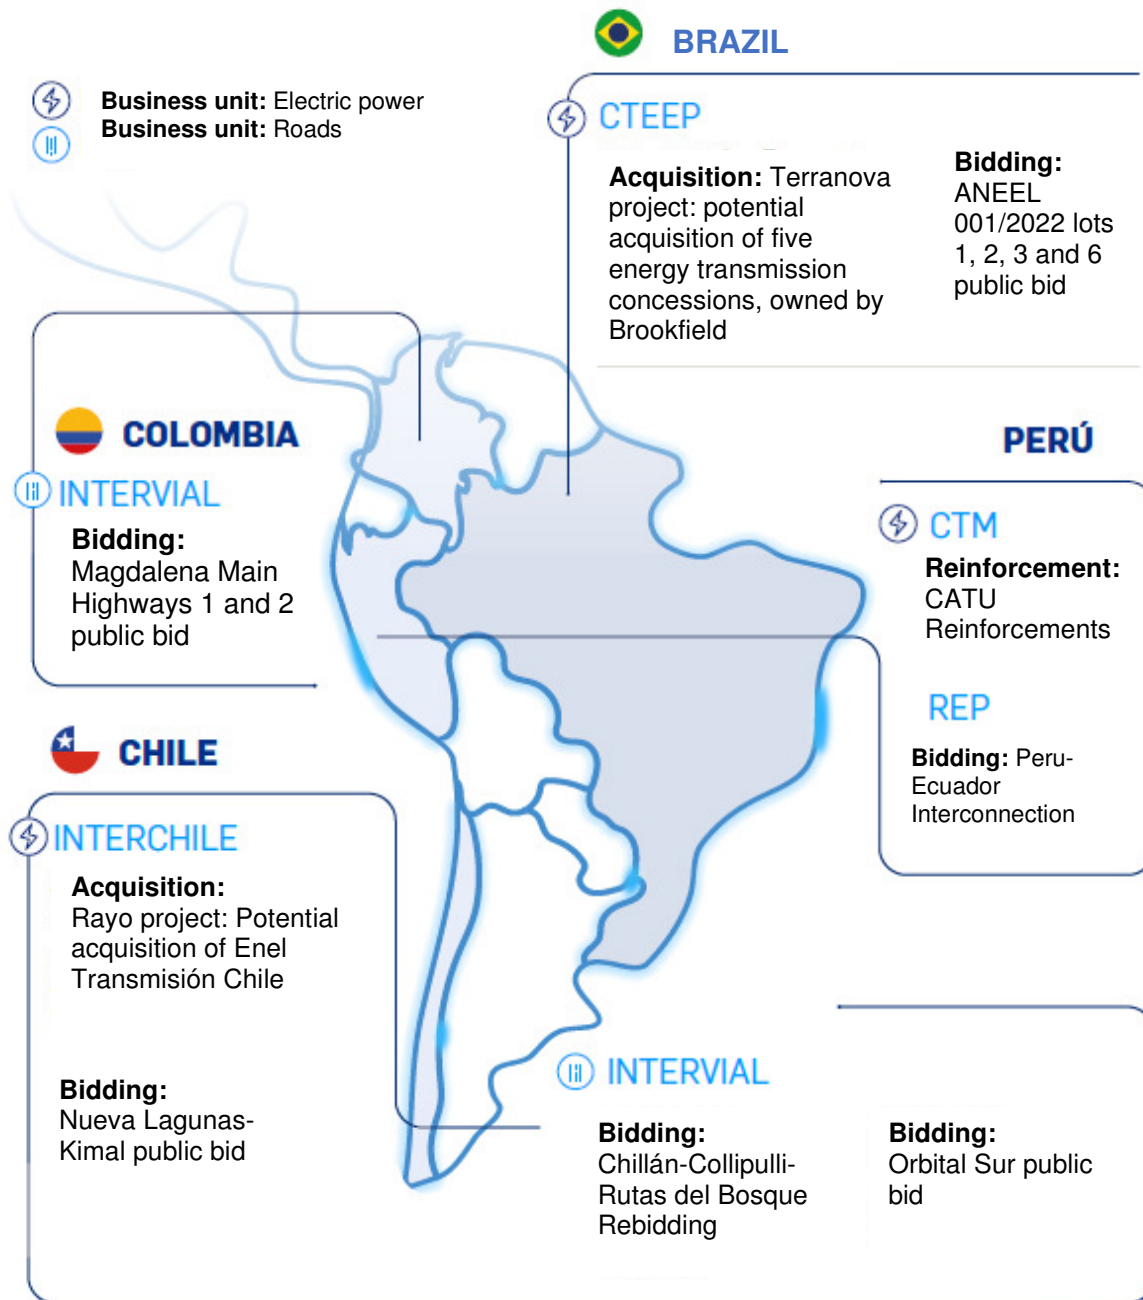 BRAZIL
Business unit: Electric power
Business unit: Roads
CTEEP
Acquisition: Terranova
project: potential
acquisition of five
energy transmission
concessions, owned by
Brookfield
Bidding:
ANEEL
001/2022 lots
1, 2, 3 and 6
public bid
COLOMBIA
INTERVIAL
Bidding:
Magdalena Main
Highways 1 and 2
public bid
PERÚ
CTM
Reinforcement:
CATU
Reinforcements
REP
Bidding: Peru-
Ecuador
Interconnection
CHILE
INTERCHILE
Acquisition:
Rayo project: Potential
acquisition of Enel
Transmisión Chile
Bidding:
Nueva Lagunas-
Kimal public bid
INTERVIAL
Bidding:
Chillán-Collipulli-
Rutas del Bosque
Rebidding
Bidding:
Orbital Sur public
bid